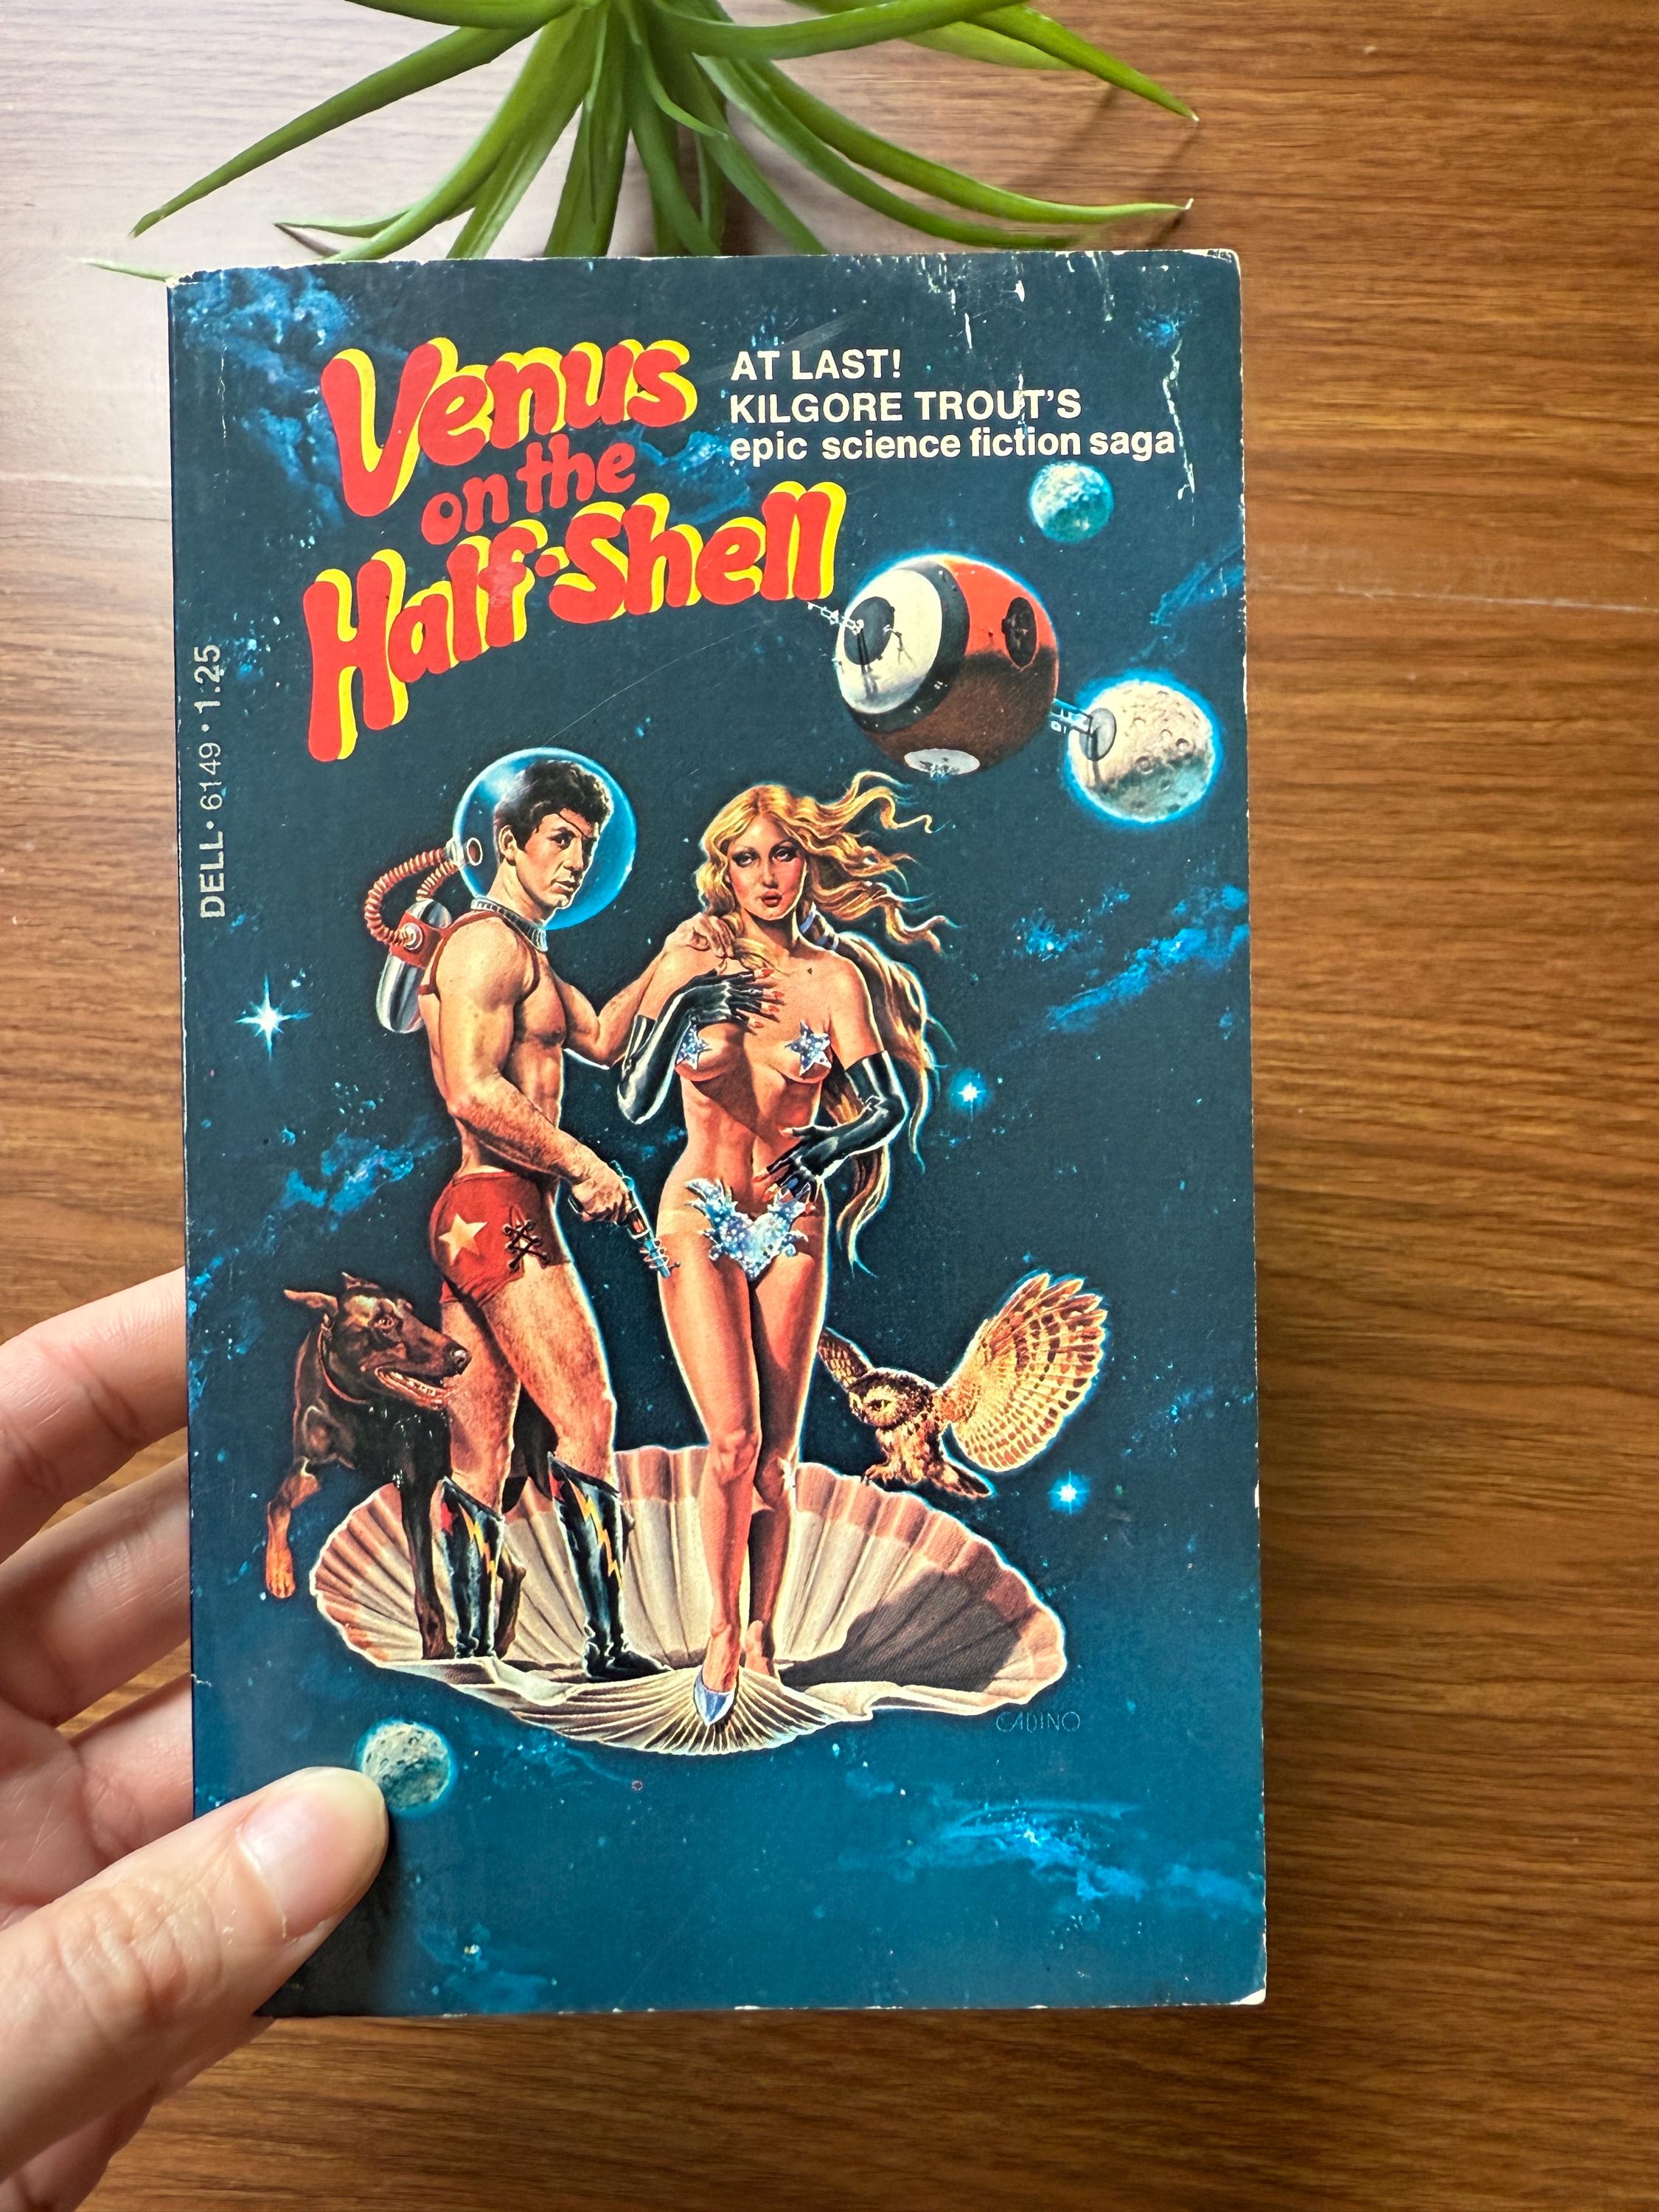 Venus
on the
Half-Shell
AT LAST!
KILGORE TROUT'S
epic science fiction saga
DELL • 6149 • 1.25
CADINO